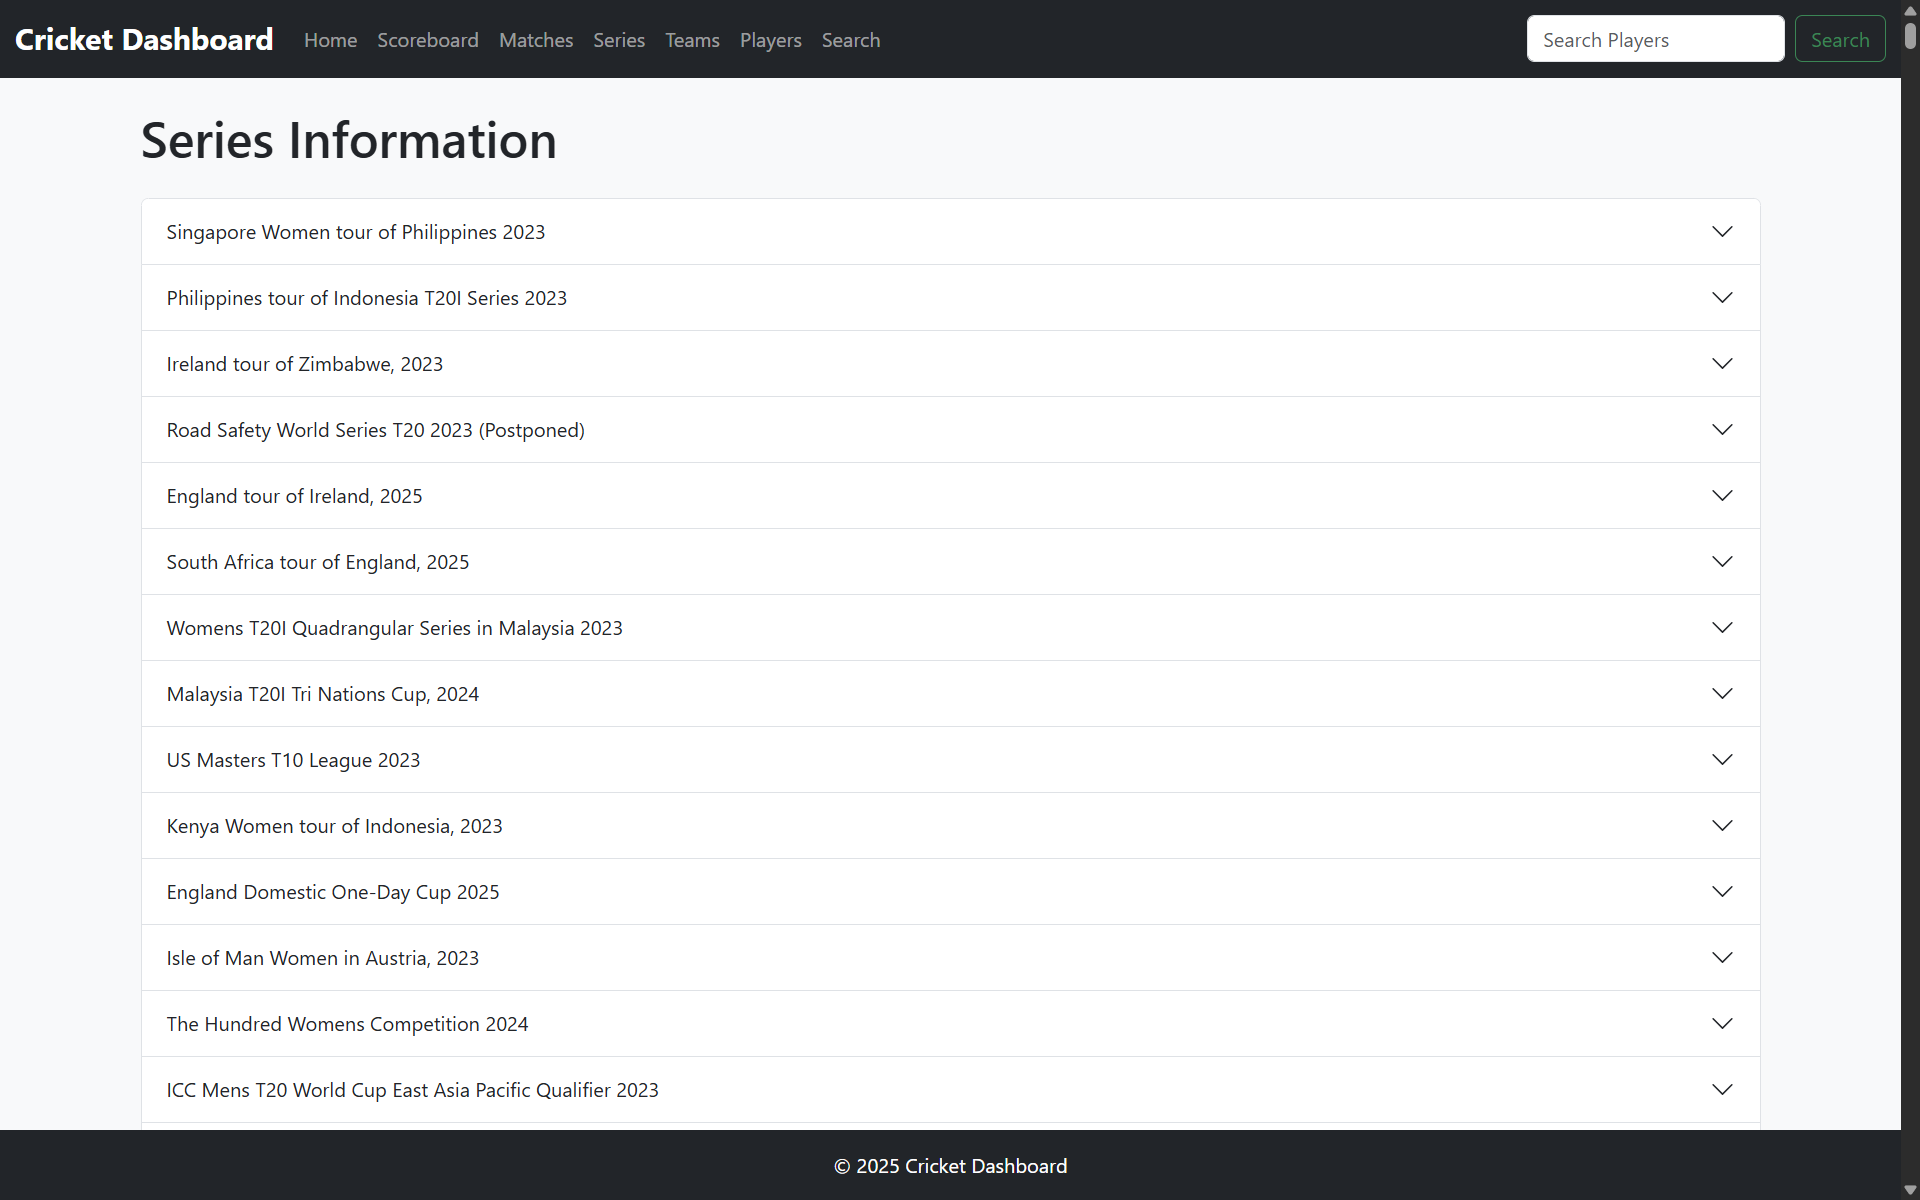 Cricket Dashboard Home Scoreboard Matches Series Teams Players Search Search Players Search
Series Information
Singapore Women tour of Philippines 2023
Philippines tour of Indonesia T20I Series 2023
Ireland tour of Zimbabwe, 2023
Road Safety World Series T20 2023 (Postponed)
England tour of Ireland, 2025
South Africa tour of England, 2025
Womens T20I Quadrangular Series in Malaysia 2023
Malaysia T20I Tri Nations Cup, 2024
US Masters T10 League 2023
Kenya Women tour of Indonesia, 2023
England Domestic One-Day Cup 2025
Isle of Man Women in Austria, 2023
The Hundred Womens Competition 2024
ICC Mens T20 World Cup East Asia Pacific Qualifier 2023
© 2025 Cricket Dashboard